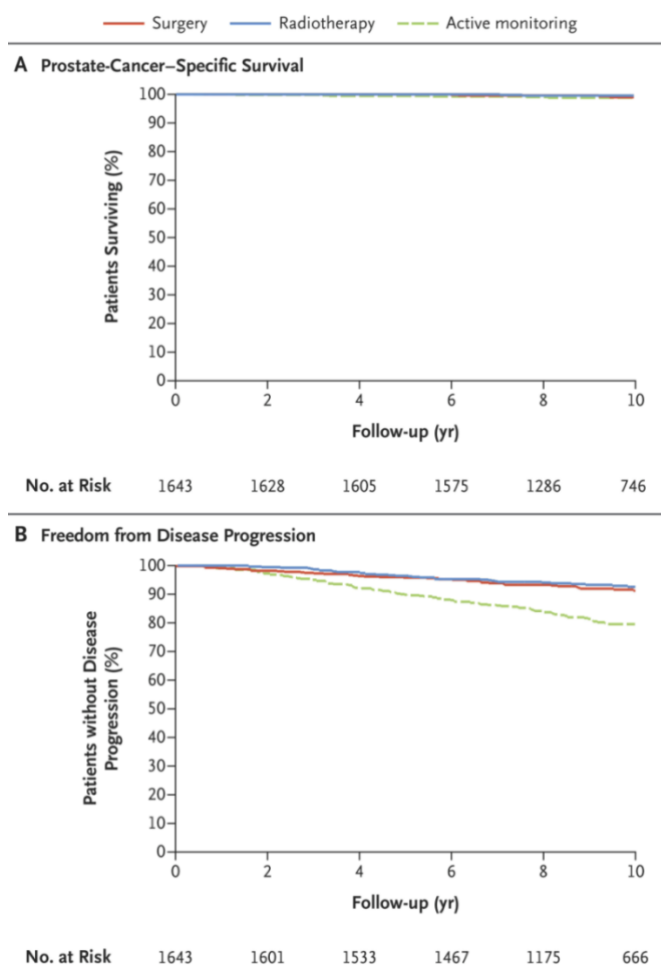 Surgery Radiotherapy Active monitoring
A Prostate-Cancer–Specific Survival
100
90
80
70
60
50
40
30
20
10
0
Patients Surviving (%)
0 2 4 6 8 10
Follow-up (yr)
No. at Risk 1643 1628 1605 1575 1286 746
B Freedom from Disease Progression
100
90
80
70
60
50
40
30
20
10
0
Patients without Disease
Progression (%)
0 2 4 6 8 10
Follow-up (yr)
No. at Risk 1643 1601 1533 1467 1175 666